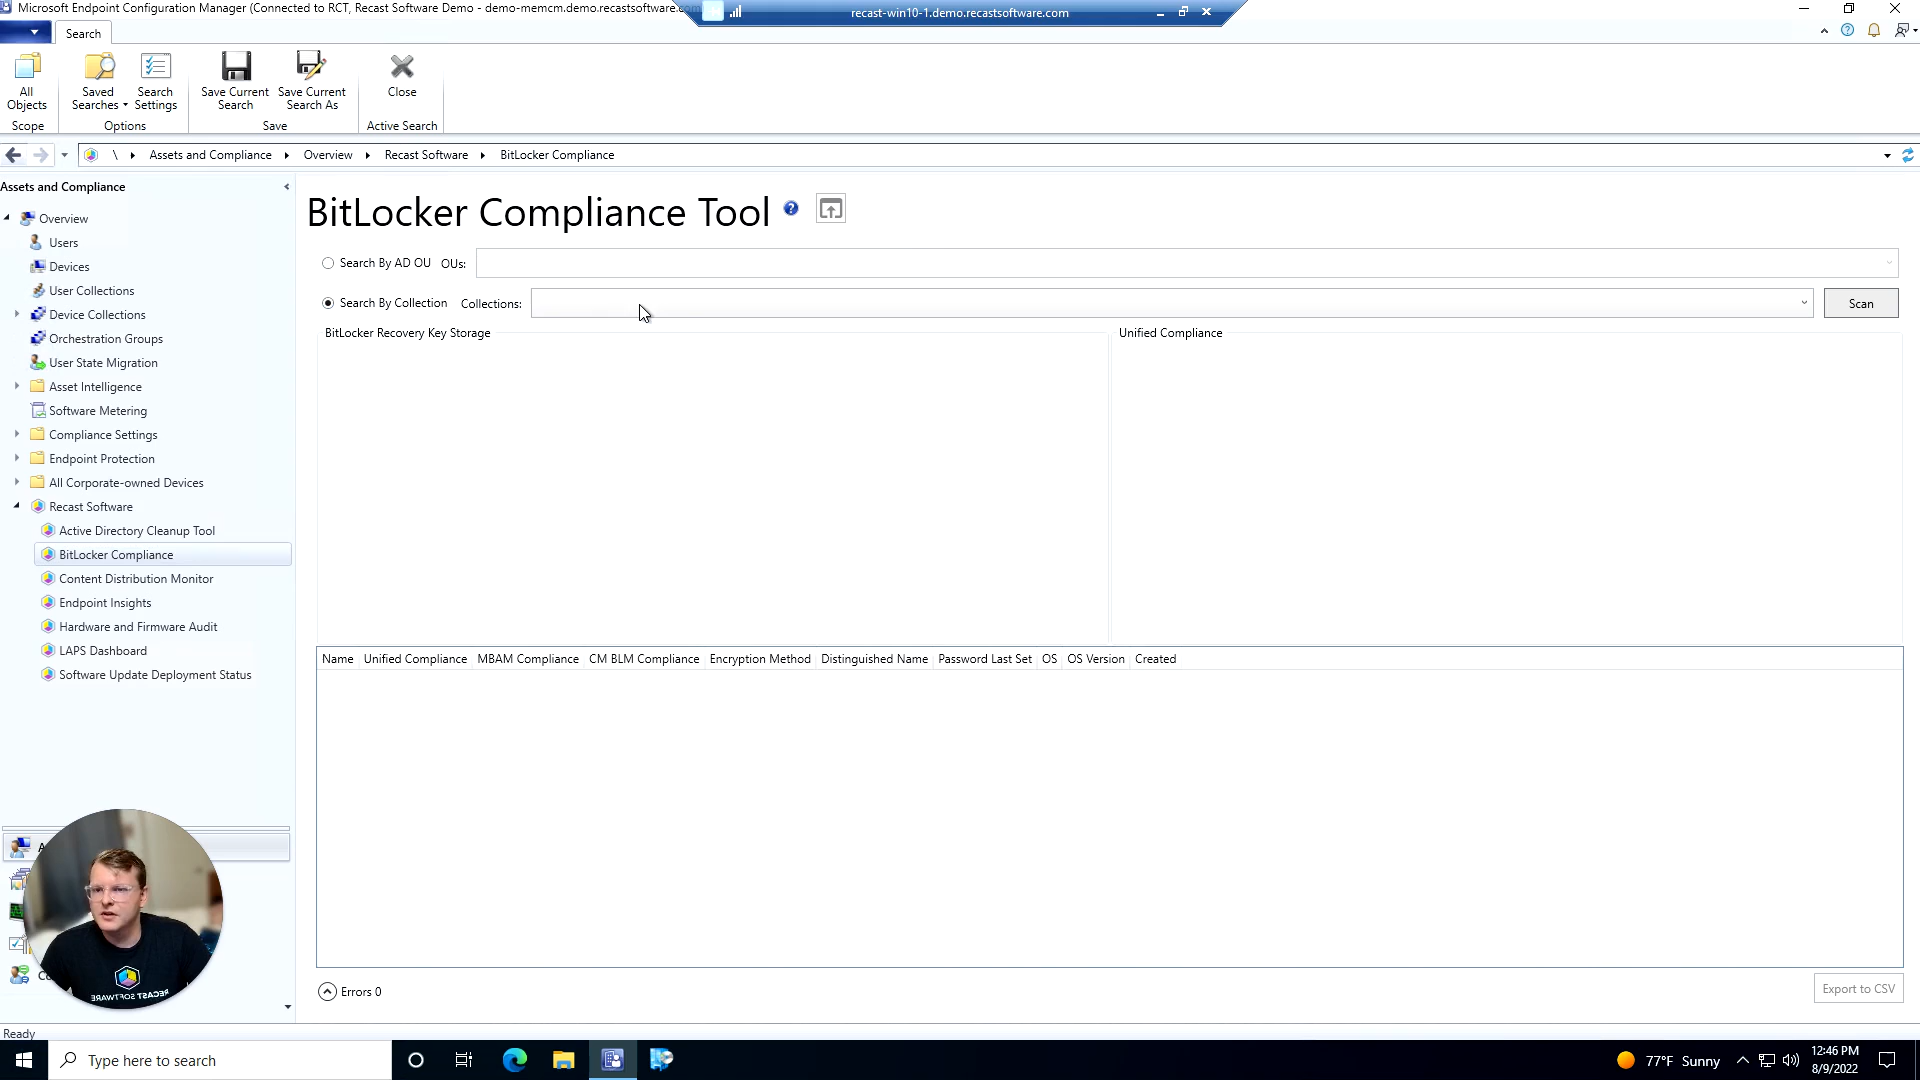 Microsoft Endpoint Configuration Manager (Connected to RCT, Recast Software Demo - demo-memcm.demo.recastsoftware.co
recast-win10-1.demo.recastsoftware.com
Search
All Objects
Saved Searches
Search Settings
Save Current Search
Save Current Search As
Close
Scope
Options
Save
Active Search
\ Assets and Compliance Overview Recast Software BitLocker Compliance
Assets and Compliance
Overview
Users
Devices
User Collections
Device Collections
Orchestration Groups
User State Migration
Asset Intelligence
Software Metering
Compliance Settings
Endpoint Protection
All Corporate-owned Devices
Recast Software
Active Directory Cleanup Tool
BitLocker Compliance
Content Distribution Monitor
Endpoint Insights
Hardware and Firmware Audit
LAPS Dashboard
Software Update Deployment Status
BitLocker Compliance Tool
Search By AD OU OUs:
Search By Collection Collections:
Scan
BitLocker Recovery Key Storage
Unified Compliance
Name Unified Compliance MBAM Compliance CM BLM Compliance Encryption Method Distinguished Name Password Last Set OS OS Version Created
RECAST SOFTWARE
Errors 0
Export to CSV
Ready
Type here to search
77°F Sunny
12:46 PM
8/9/2022